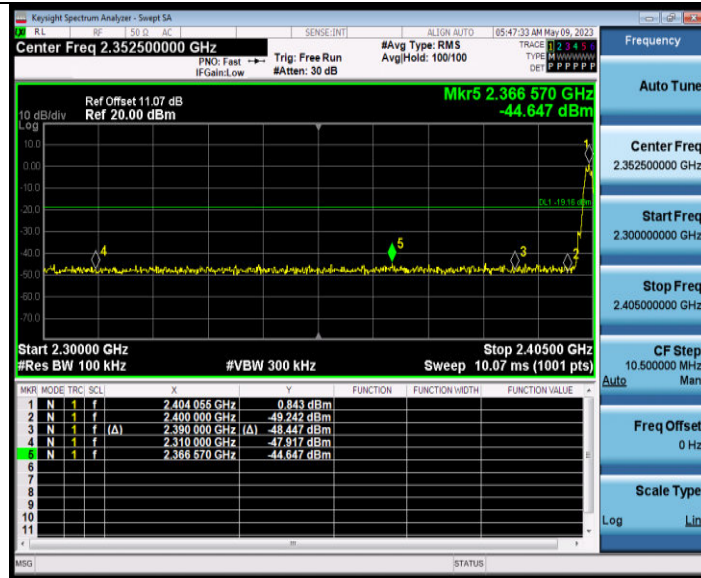 Keysight Spectrum Analyzer - Swept SA
RL RF 50 Ω AC SENSE:INT ALIGN AUTO 05:47:33 AM May 09, 2023
Center Freq 2.352500000 GHz
#Avg Type: RMS
TRACE 1 2 3 4 5 6
PNO: Fast Trig: Free Run Avg|Hold: 100/100
TYPE M WWWWW
IFGain:Low #Atten: 30 dB
DET P P P P P P
Ref Offset 11.07 dB
Mkr5 2.366 570 GHz
10 dB/div Ref 20.00 dBm
-44.647 dBm
Log
10.0
0.00
-10.0
-20.0
-30.0
-40.0
-50.0
-60.0
-70.0
1
DL1 -19.16 dBm
4
5
3
2
Start 2.30000 GHz
Stop 2.40500 GHz
#Res BW 100 kHz #VBW 300 kHz Sweep 10.07 ms (1001 pts)
MKR MODE TRC SCL X Y FUNCTION FUNCTION WIDTH FUNCTION VALUE
1 N 1 f 2.404 055 GHz 0.843 dBm
2 N 1 f 2.400 000 GHz -49.242 dBm
3 N 1 f (Δ) 2.390 000 GHz (Δ) -48.447 dBm
4 N 1 f 2.310 000 GHz -47.917 dBm
5 N 1 f 2.366 570 GHz -44.647 dBm
6
7
8
9
10
11
MSG STATUS
Frequency
Auto Tune
Center Freq
2.352500000 GHz
Start Freq
2.300000000 GHz
Stop Freq
2.405000000 GHz
CF Step
10.500000 MHz
Auto Man
Freq Offset
0 Hz
Scale Type
Log Lin